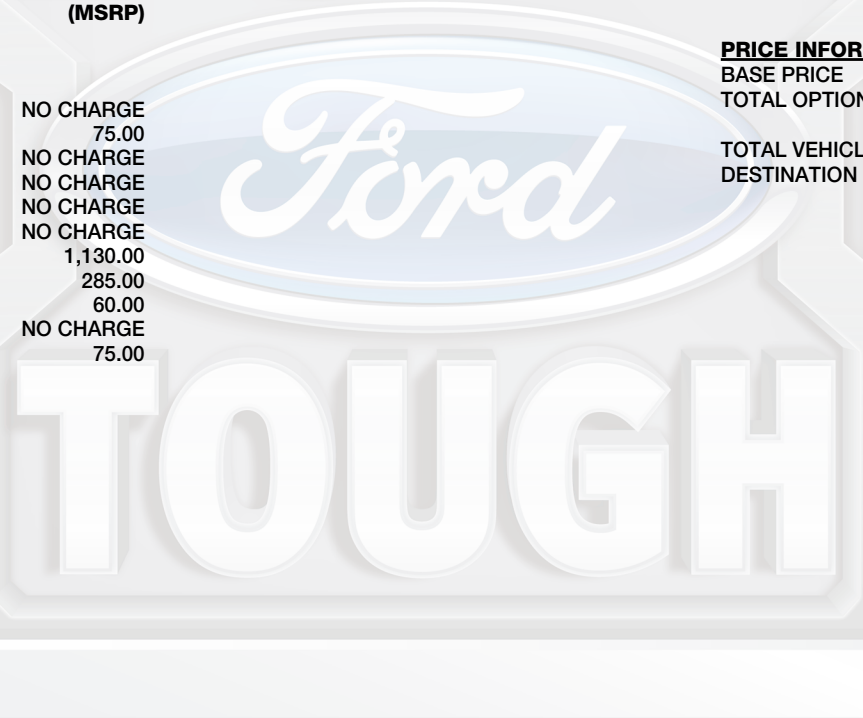 (MSRP)
NO CHARGE
75.00
NO CHARGE
NO CHARGE
NO CHARGE
NO CHARGE
1,130.00
285.00
60.00
NO CHARGE
75.00
PRICE INFOR
BASE PRICE
TOTAL OPTION
TOTAL VEHICL
DESTINATION
Ford
TOUGH